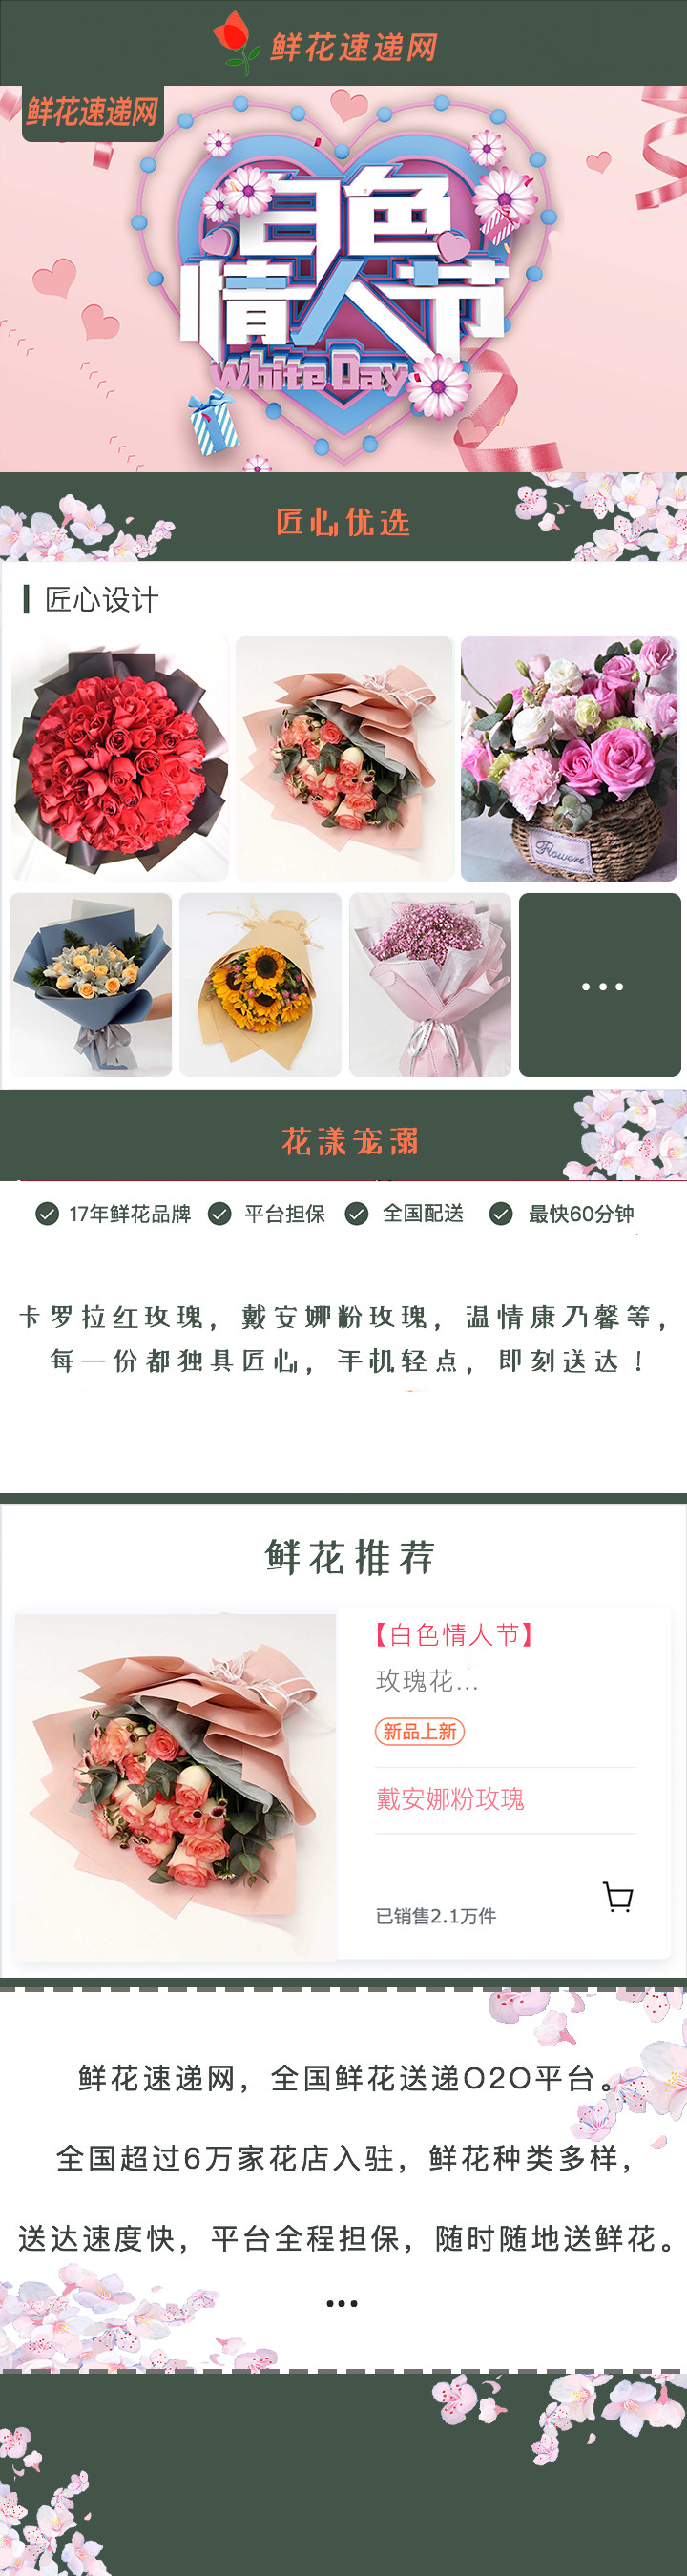 鲜花速递网
鲜花速递网
白色
情人节
White Day
匠心优选
匠心设计
Flowers
花漾宠溺
17年鲜花品牌 平台担保 全国配送 最快60分钟
卡罗拉红玫瑰，戴安娜粉玫瑰，温情康乃馨等，
每一份都独具匠心，手机轻点，即刻送达！
鲜花推荐
【白色情人节】
玫瑰花...
新品上新
戴安娜粉玫瑰
已销售2.1万件
鲜花速递网，全国鲜花送递O2O平台。
全国超过6万家花店入驻，鲜花种类多样，
送达速度快，平台全程担保，随时随地送鲜花。
...